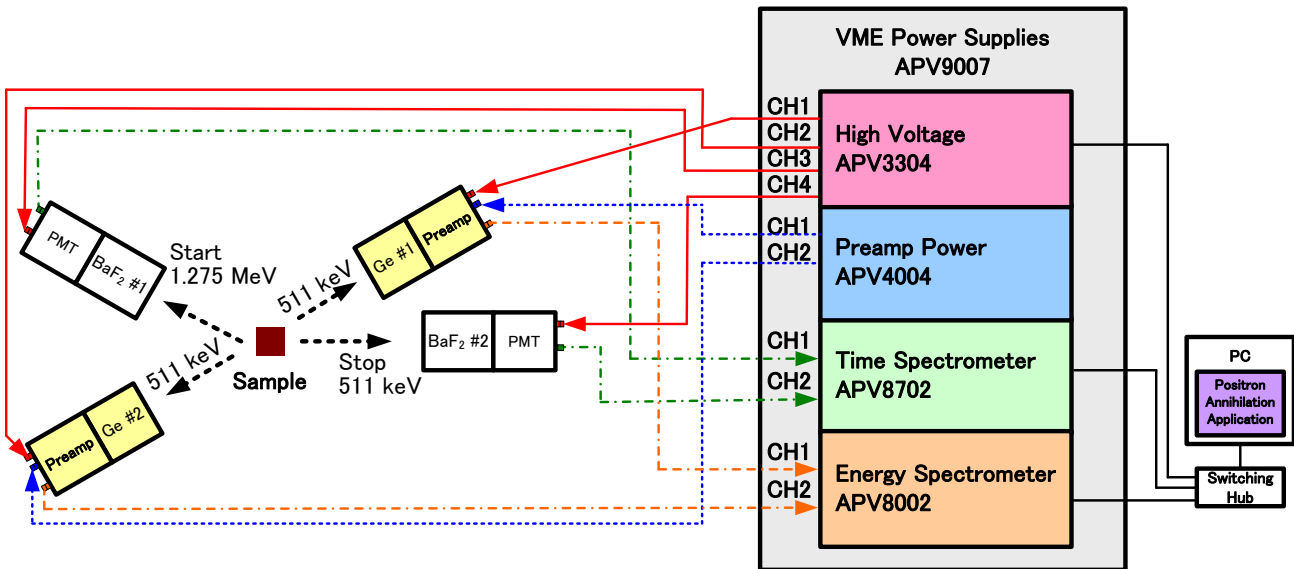 VME Power Supplies
APV9007
CH1
CH2
CH3
CH4
High Voltage
APV3304
CH1
CH2
Preamp Power
APV4004
CH1
CH2
Time Spectrometer
APV8702
CH1
CH2
Energy Spectrometer
APV8002
PMT
BaF₂ #1
Start
1.275 MeV
Ge #1
Preamp
511 keV
BaF₂ #2
PMT
Stop
511 keV
Sample
511 keV
Preamp
Ge #2
PC
Positron
Annihilation
Application
Switching
Hub